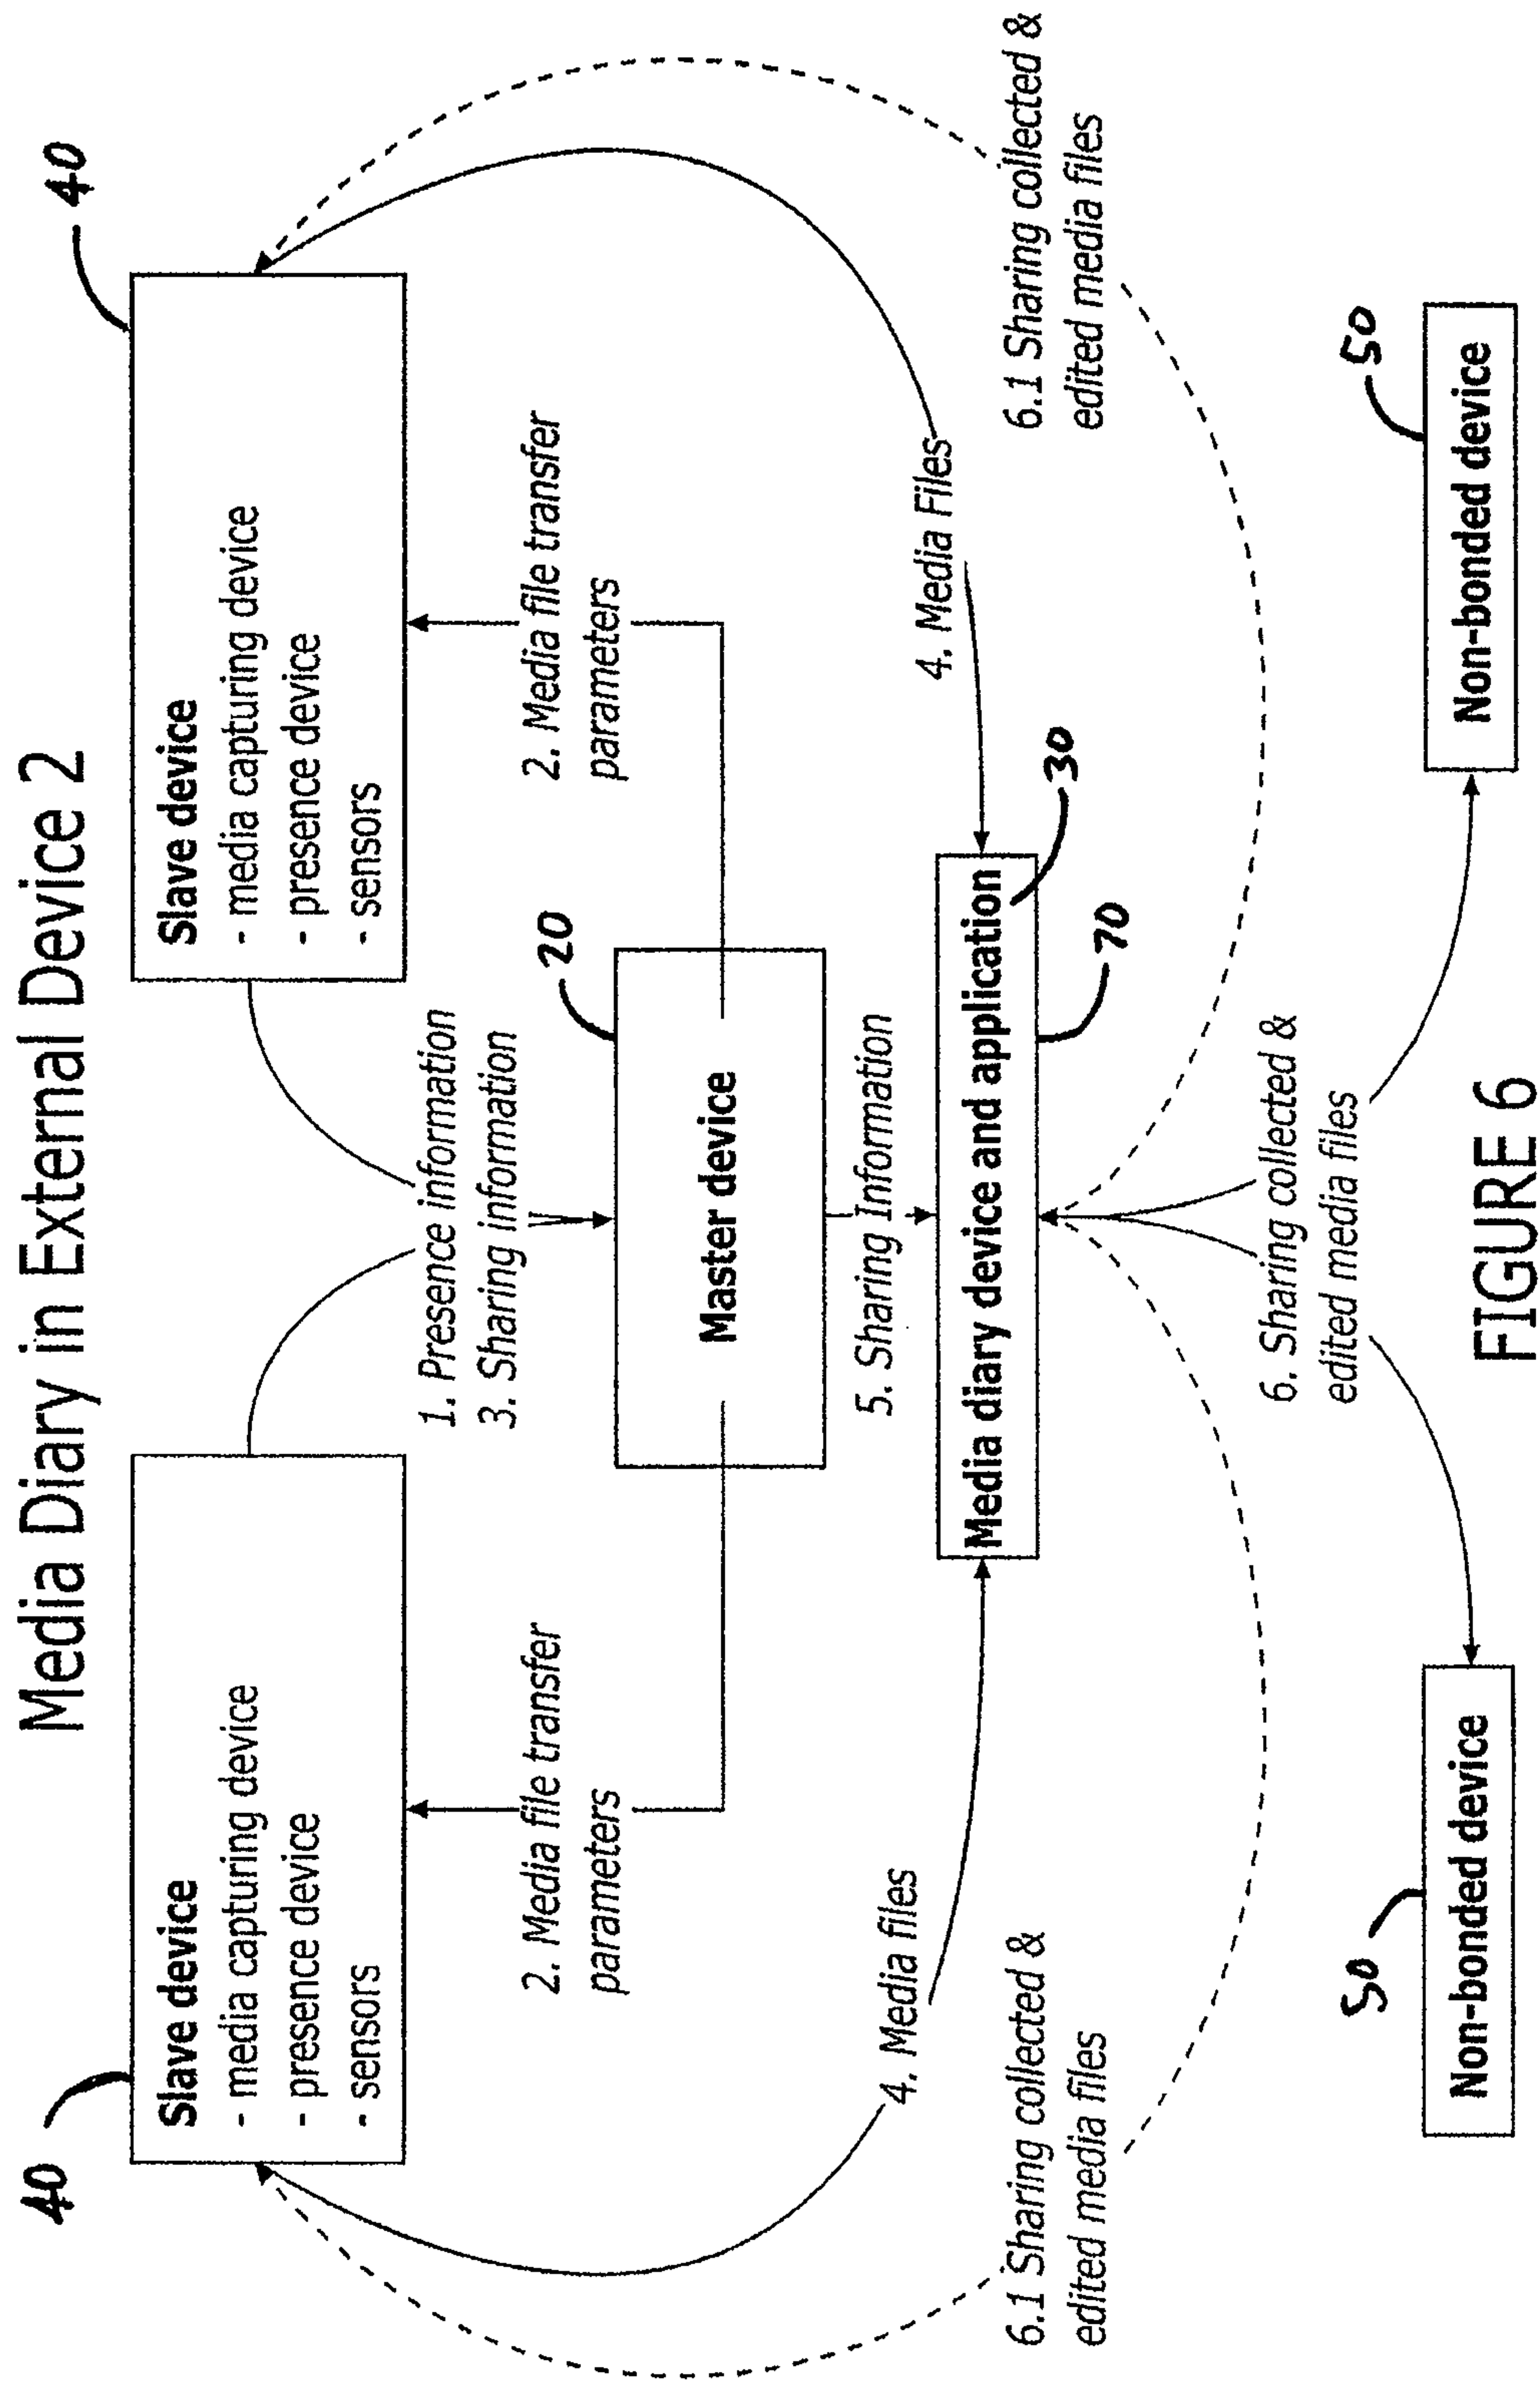 Media Diary in External Device 2
40
40
Slave device
- media capturing device
- presence device
- sensors
Slave device
- media capturing device
- presence device
- sensors
1. Presence information
3. Sharing information
2. Media file transfer
parameters
2. Media file transfer
parameters
20
Master device
4. Media files
5. Sharing Information
4. Media Files
Media diary device and application
30
70
6.1 Sharing collected &
edited media files
6.1 Sharing collected &
edited media files
6. Sharing collected &
edited media files
50
50
Non-bonded device
Non-bonded device
FIGURE 6